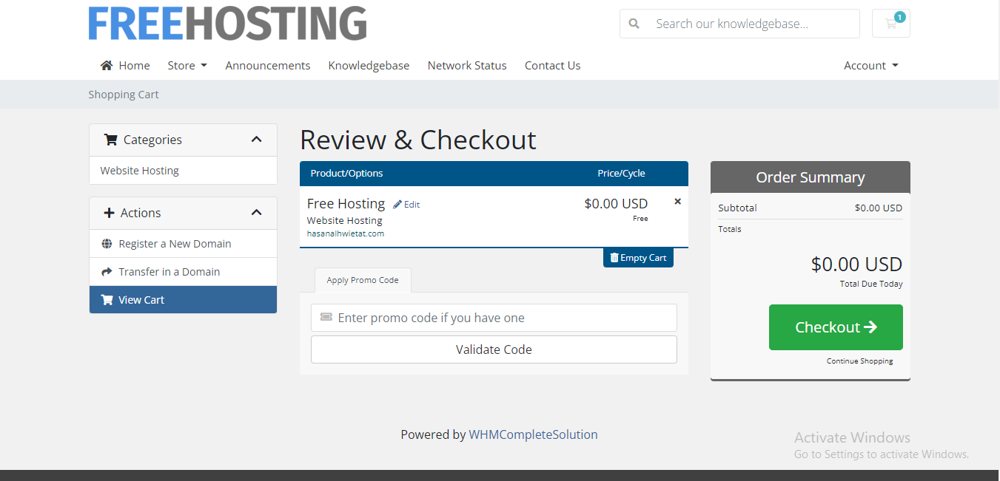 FREEHOSTING
Search our knowledgebase...
1
Home Store Announcements Knowledgebase Network Status Contact Us Account
Shopping Cart
Categories
Website Hosting
Actions
Register a New Domain
Transfer in a Domain
View Cart
Review & Checkout
Product/Options Price/Cycle
Free Hosting Edit $0.00 USD
Website Hosting Free
hasanalhwietat.com
Empty Cart
Apply Promo Code
Enter promo code if you have one
Validate Code
Order Summary
Subtotal $0.00 USD
Totals
$0.00 USD
Total Due Today
Checkout
Continue Shopping
Powered by WHMCompleteSolution
Activate Windows
Go to Settings to activate Windows.